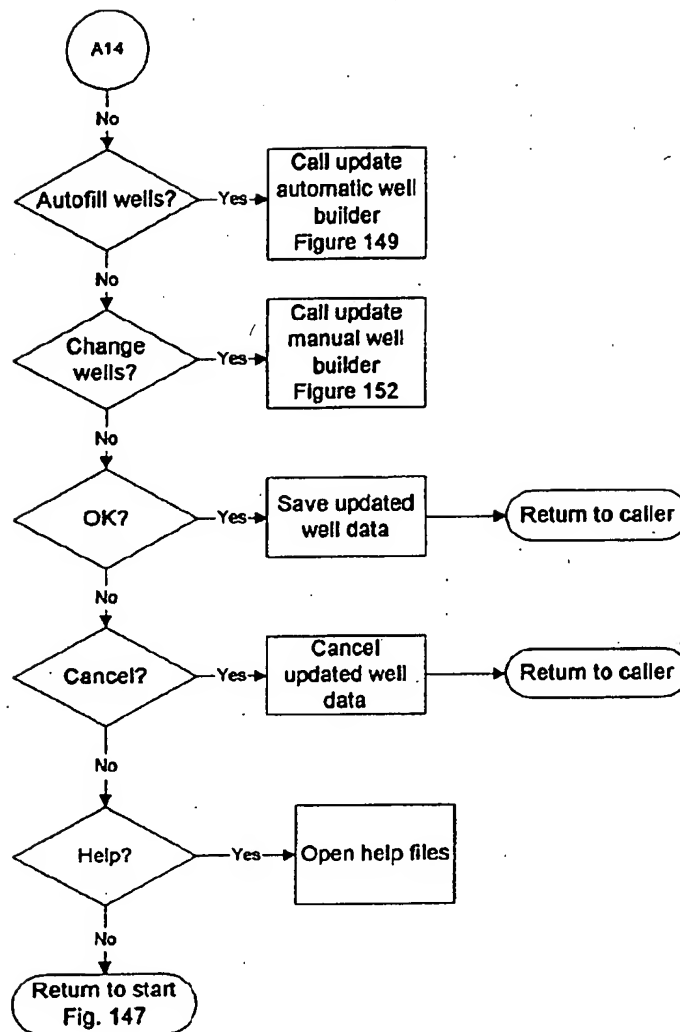 A14
No
Autofill wells?
Yes
Call update
automatic well
builder
Figure 149
No
Change
wells?
Yes
Call update
manual well
builder
Figure 152
No
OK?
Yes
Save updated
well data
Return to caller
No
Cancel?
Yes
Cancel
updated well
data
Return to caller
No
Help?
Yes
Open help files
No
Return to start
Fig. 147